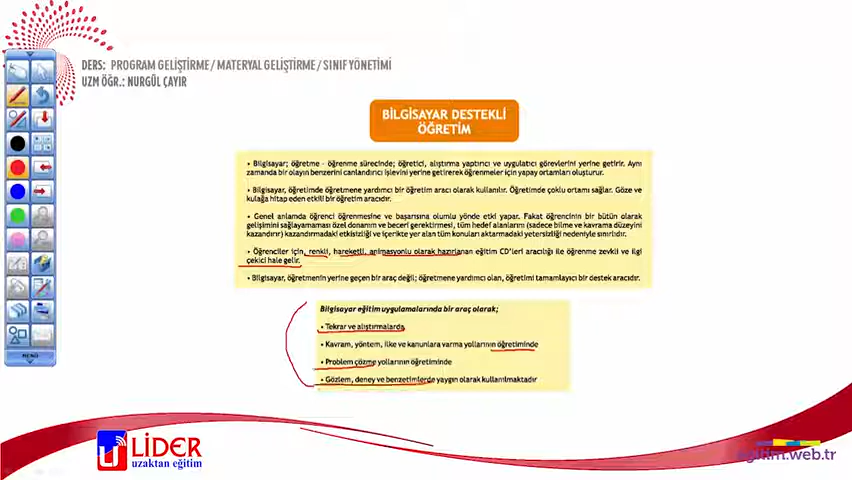 DERS: PROGRAM GELİŞTİRME / MATERYAL GELİŞTİRME / SINIF YÖNETİMİ
UZM ÖĞR.: NURGÜL ÇAYIR
BİLGİSAYAR DESTEKLİ
ÖĞRETİM
• Bilgisayar; öğretme - öğrenme sürecinde; öğretici, alıştırma yaptırıcı ve uygulatıcı görevlerini yerine getirir. Aynı
zamanda bir olayın benzerini canlandırıcı işlevini yerine getirerek öğrenmeler için yapay ortamları oluşturur.
• Bilgisayar, öğretimde öğretmene yardımcı bir öğretim aracı olarak kullanılır. Öğretimde çoklu ortamı sağlar. Göze ve
kulağa hitap eden etkili bir öğretim aracıdır.
• Genel anlamda öğrenci öğrenmesine ve başarısına olumlu yönde etki yapar. Fakat öğrencinin bir bütün olarak
gelişimini sağlayamaması özel donanım ve beceri gerektirmesi, tüm hedef alanlarını (sadece bilme ve kavrama düzeyini
kazandırır) kazandırmadaki etkisizliği ve içerikte yer alan tüm konuları aktarmadaki yetersizliği nedeniyle sınırlıdır.
• Öğrenciler için, renkli, hareketli, animasyonlu olarak hazırlanan eğitim CD'leri aracılığı ile öğrenme zevkli ve ilgi
çekici hale gelir.
• Bilgisayar, öğretmenin yerine geçen bir araç değil; öğretmene yardımcı olan, öğretimi tamamlayıcı bir destek aracıdır.
Bilgisayar eğitim uygulamalarında bir araç olarak;
• Tekrar ve alıştırmalarda
• Kavram, yöntem, ilke ve kanunlara varma yollarının öğretiminde
• Problem çözme yollarının öğretiminde
• Gözlem, deney ve benzetimlerde yaygın olarak kullanılmaktadır
MENU
LİDER
uzaktan eğitim
eğitim.web.tr